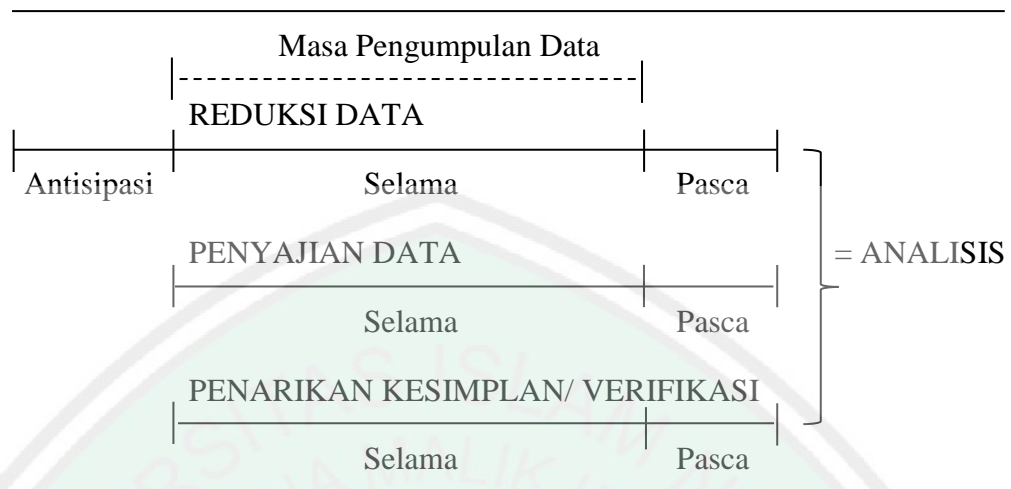 Masa Pengumpulan Data
REDUKSI DATA
Antisipasi Selama Pasca
PENYAJIAN DATA
= ANALISIS
Selama Pasca
PENARIKAN KESIMPLAN/ VERIFIKASI
Selama Pasca